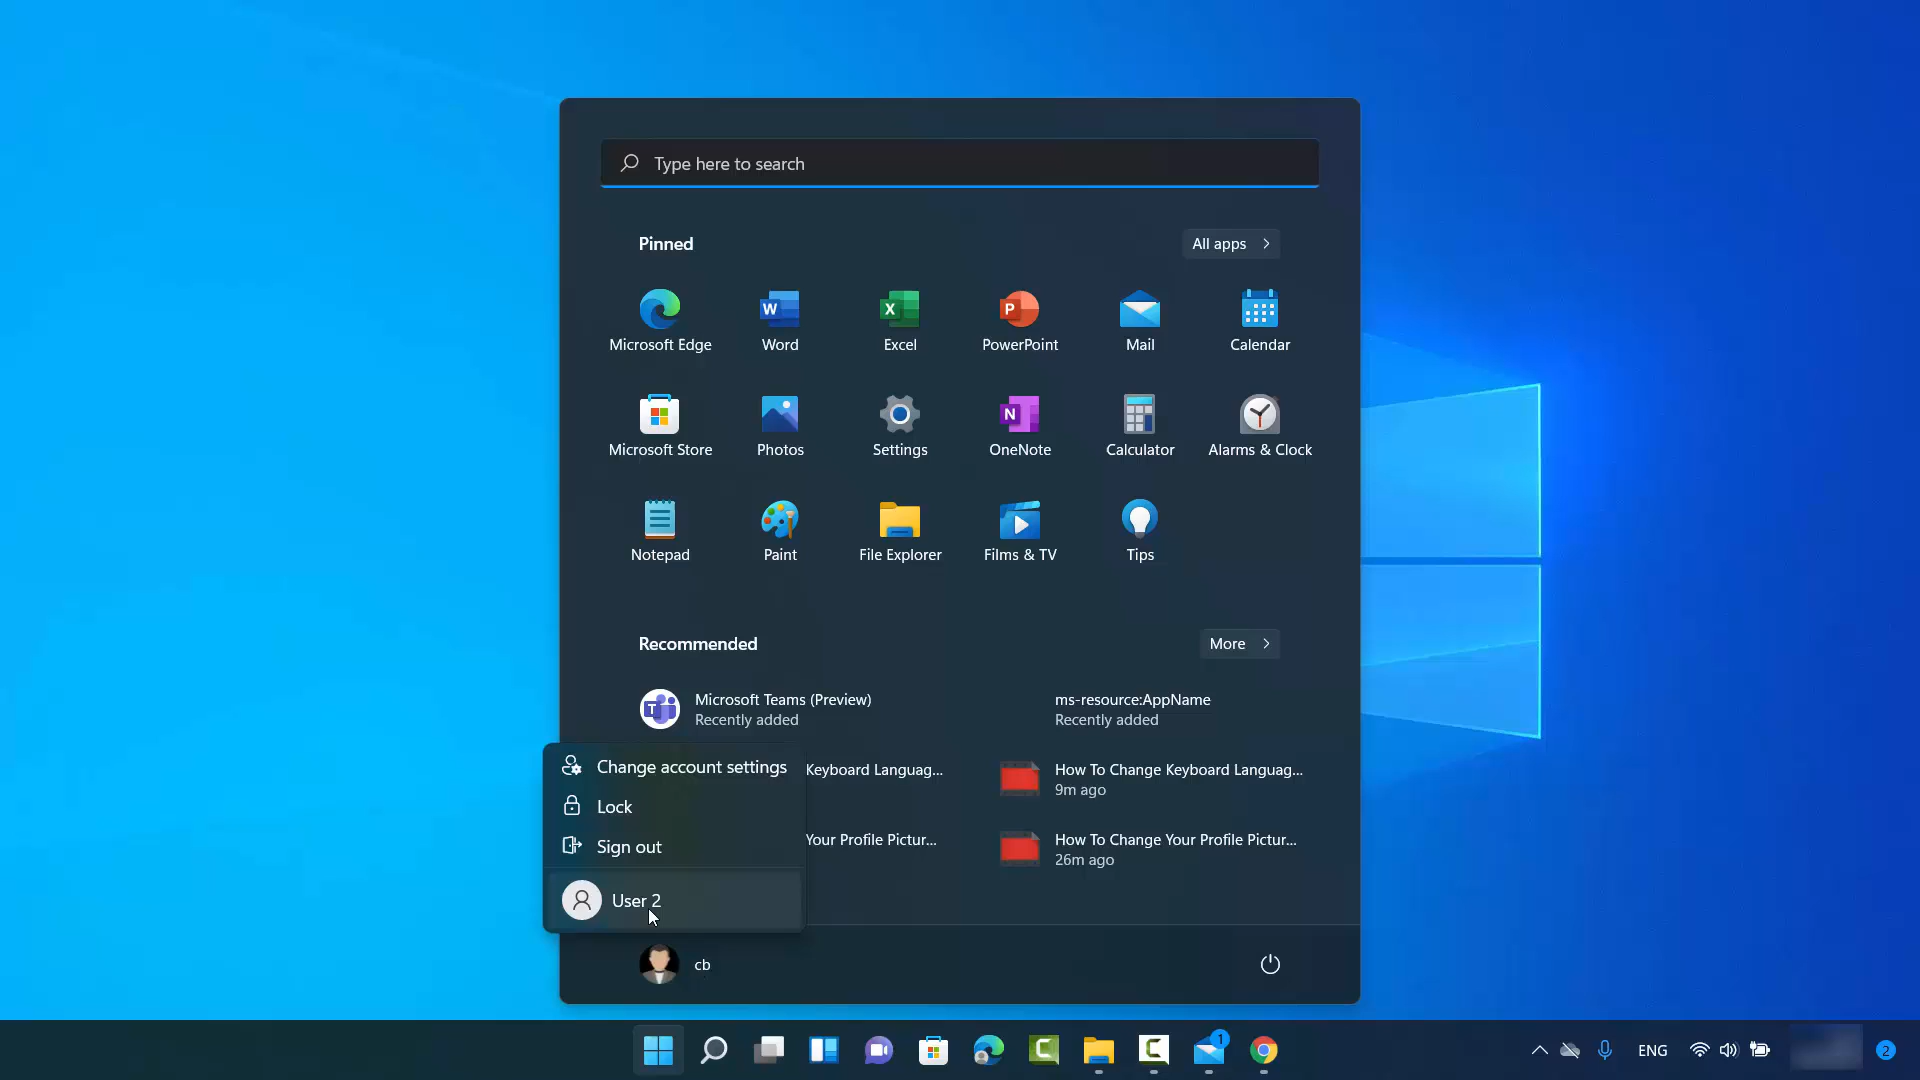 Type here to search
Pinned
All apps
Microsoft Edge
Word
Excel
PowerPoint
Mail
Calendar
Microsoft Store
Photos
Settings
OneNote
Calculator
Alarms & Clock
Notepad
Paint
File Explorer
Films & TV
Tips
Recommended
More
Microsoft Teams (Preview)
Recently added
ms-resource:AppName
Recently added
Change account settings
Keyboard Languag...
How To Change Keyboard Languag...
9m ago
Lock
Sign out
Your Profile Pictur...
How To Change Your Profile Pictur...
26m ago
User 2
cb
1
ENG
2